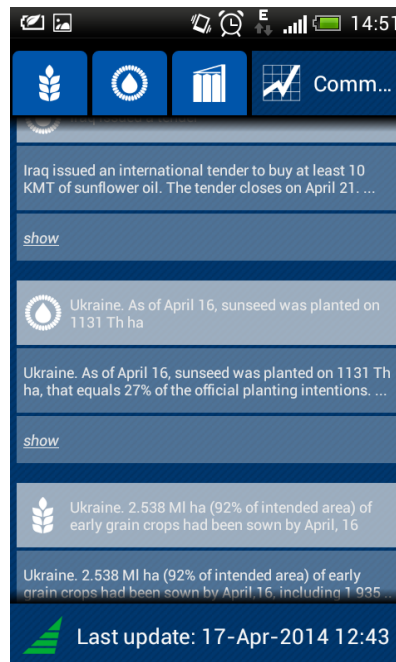 E
14:51
Comm...
Iraq issued an international tender to buy at least 10
KMT of sunflower oil. The tender closes on April 21. ...
show
Ukraine. As of April 16, sunseed was planted on
1131 Th ha
Ukraine. As of April 16, sunseed was planted on 1131 Th
ha, that equals 27% of the official planting intentions. ...
show
Ukraine. 2.538 Ml ha (92% of intended area) of
early grain crops had been sown by April, 16
Ukraine. 2.538 Ml ha (92% of intended area) of early
grain crops had been sown by April,16, including 1 935 ..
Last update: 17-Apr-2014 12:43